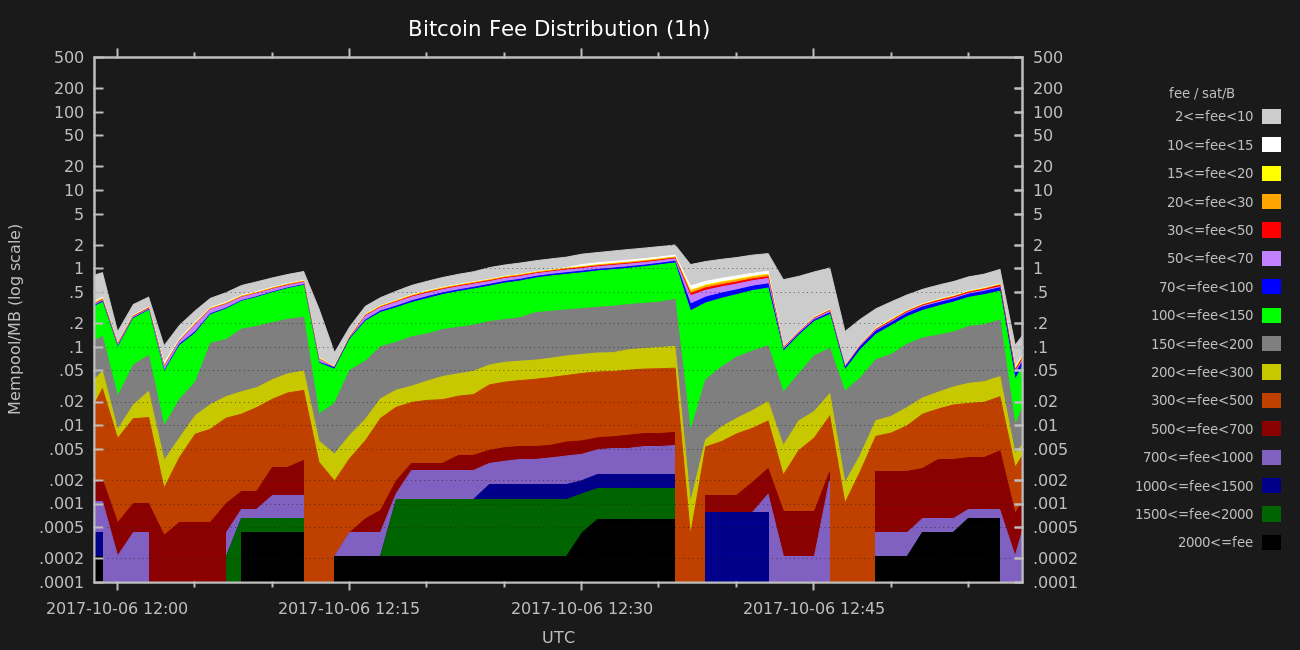 Bitcoin Fee Distribution (1h)
Mempool/MB (log scale)
500
200
100
50
20
10
5
2
1
.5
.2
.1
.05
.02
.01
.005
.002
.001
.0005
.0002
.0001
500
200
100
50
20
10
5
2
1
.5
.2
.1
.05
.02
.01
.005
.002
.001
.0005
.0002
.0001
2017-10-06 12:00
2017-10-06 12:15
2017-10-06 12:30
2017-10-06 12:45
UTC
fee / sat/B
2<=fee<10
10<=fee<15
15<=fee<20
20<=fee<30
30<=fee<50
50<=fee<70
70<=fee<100
100<=fee<150
150<=fee<200
200<=fee<300
300<=fee<500
500<=fee<700
700<=fee<1000
1000<=fee<1500
1500<=fee<2000
2000<=fee